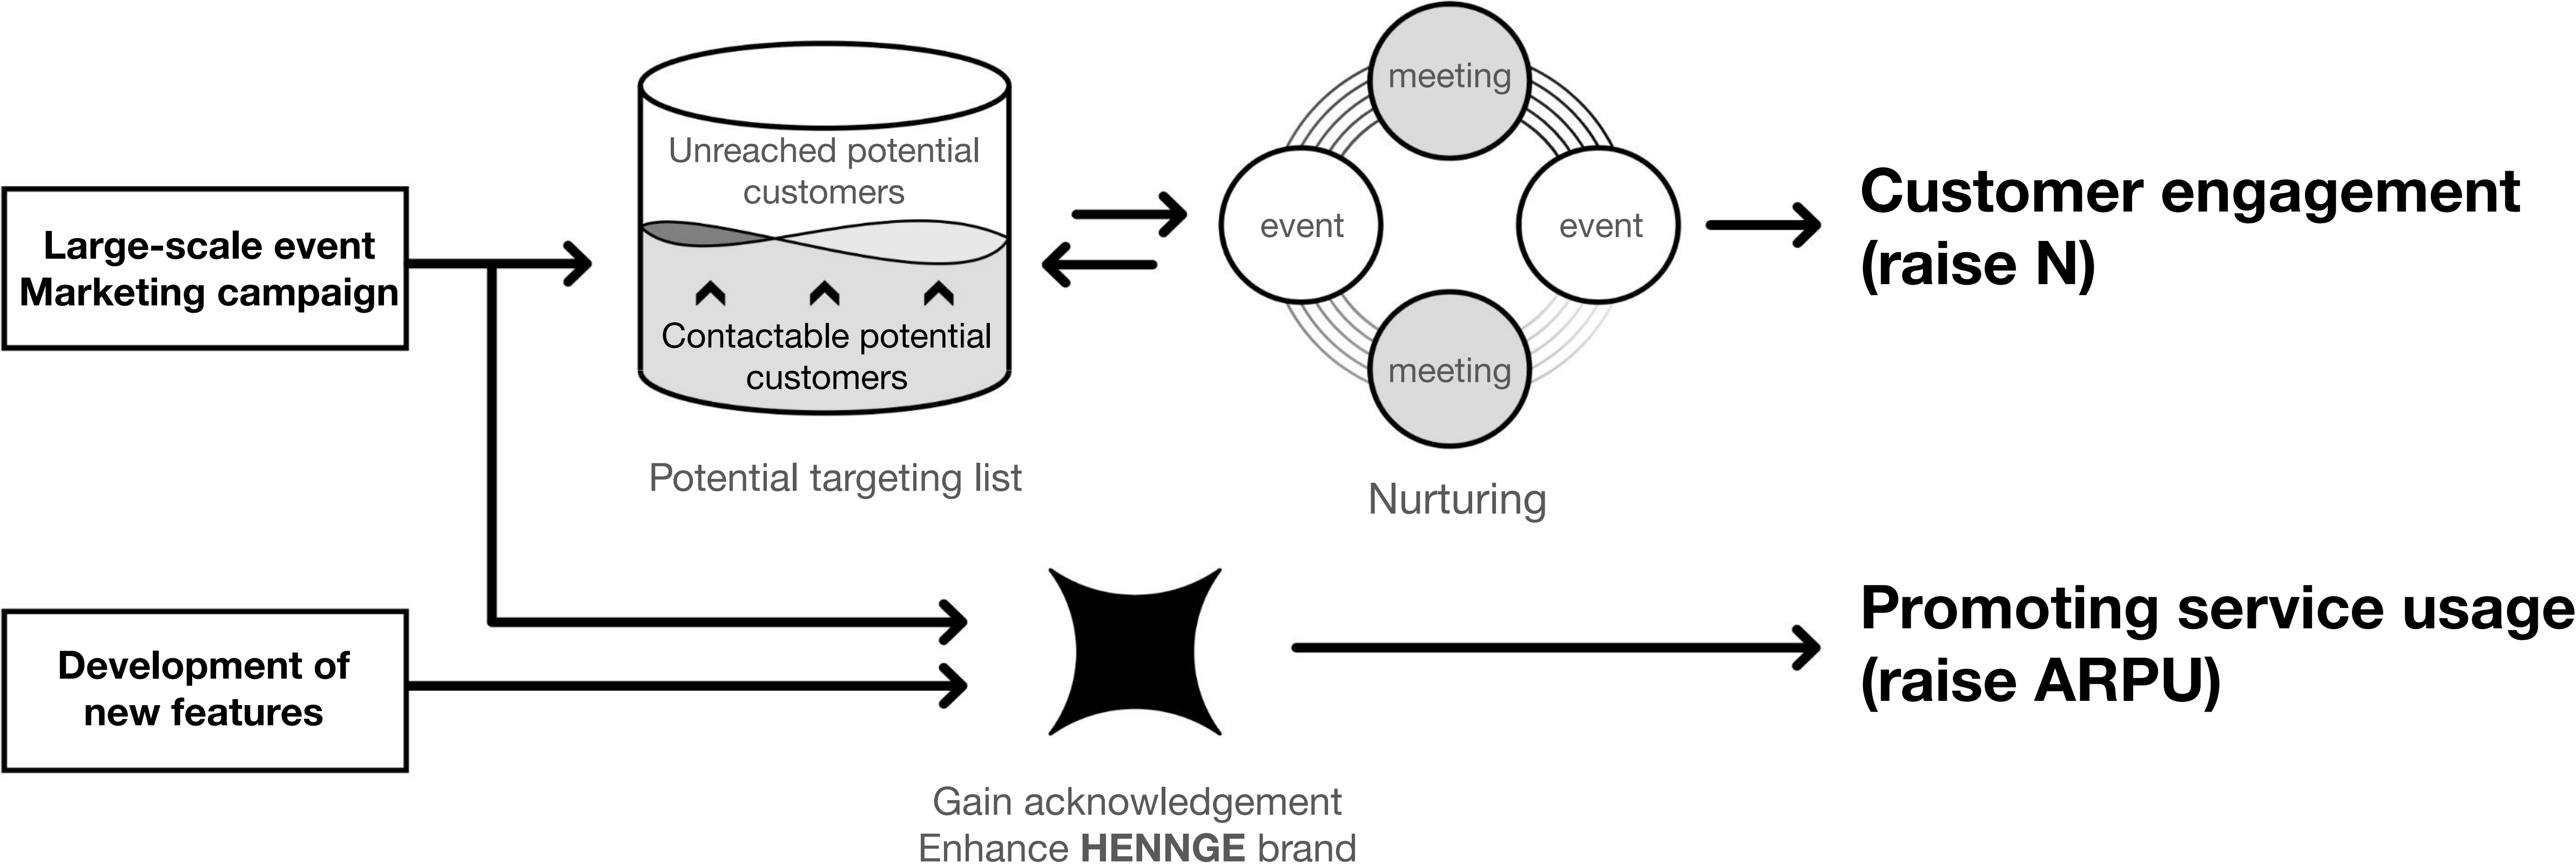 Large-scale event
Marketing campaign
Unreached potential
customers
Contactable potential
customers
Potential targeting list
meeting
event
event
meeting
Nurturing
Customer engagement
(raise N)
Development of
new features
Gain acknowledgement
Enhance HENNGE brand
Promoting service usage
(raise ARPU)